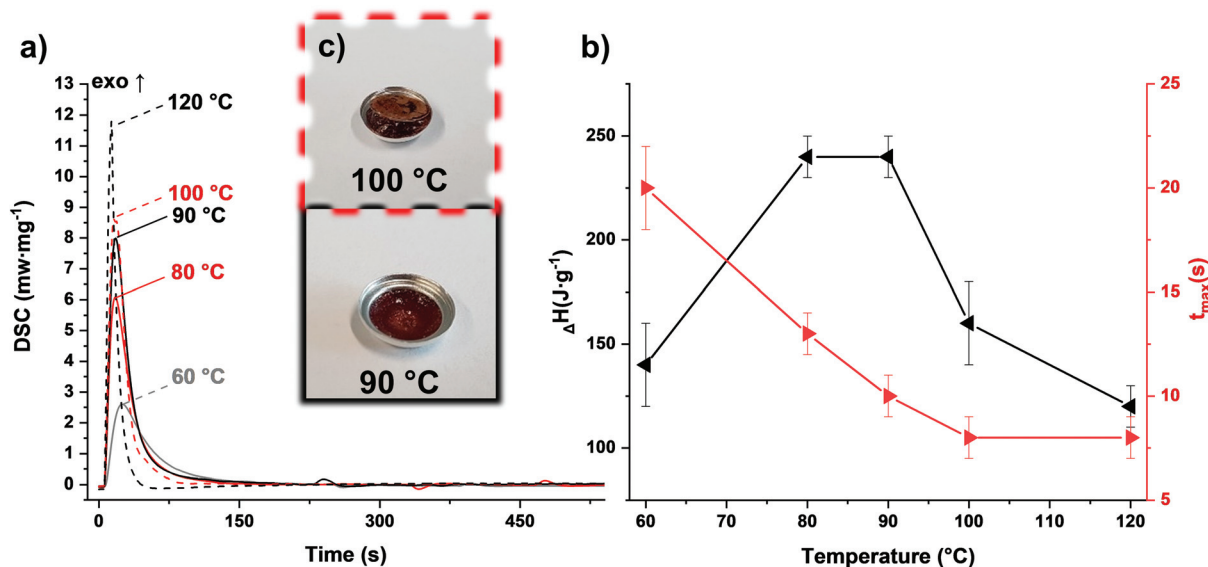 a)
exo ↑
13
12
11
10
9
8
7
6
5
4
3
2
1
0
DSC (mw·mg⁻¹)
120 °C
100 °C
90 °C
80 °C
60 °C
0
150
300
450
Time (s)
c)
100 °C
90 °C
b)
250
200
150
100
ΔH(J·g⁻¹)
60
70
80
90
100
110
120
Temperature (°C)
25
20
15
10
5
tmax(s)